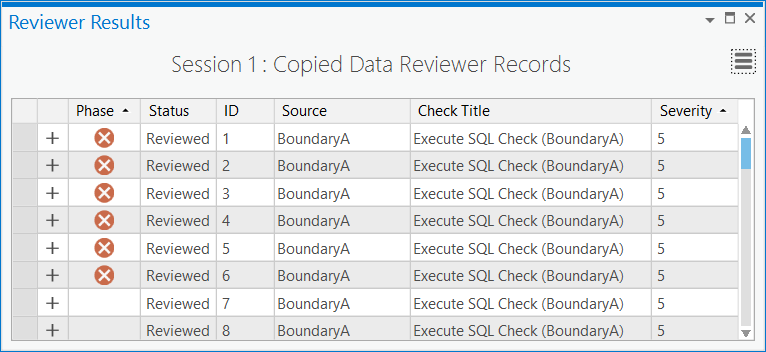 Reviewer Results
Session 1 : Copied Data Reviewer Records
Phase Status ID Source Check Title Severity
Reviewed 1 BoundaryA Execute SQL Check (BoundaryA) 5
Reviewed 2 BoundaryA Execute SQL Check (BoundaryA) 5
Reviewed 3 BoundaryA Execute SQL Check (BoundaryA) 5
Reviewed 4 BoundaryA Execute SQL Check (BoundaryA) 5
Reviewed 5 BoundaryA Execute SQL Check (BoundaryA) 5
Reviewed 6 BoundaryA Execute SQL Check (BoundaryA) 5
Reviewed 7 BoundaryA Execute SQL Check (BoundaryA) 5
Reviewed 8 BoundaryA Execute SQL Check (BoundaryA) 5